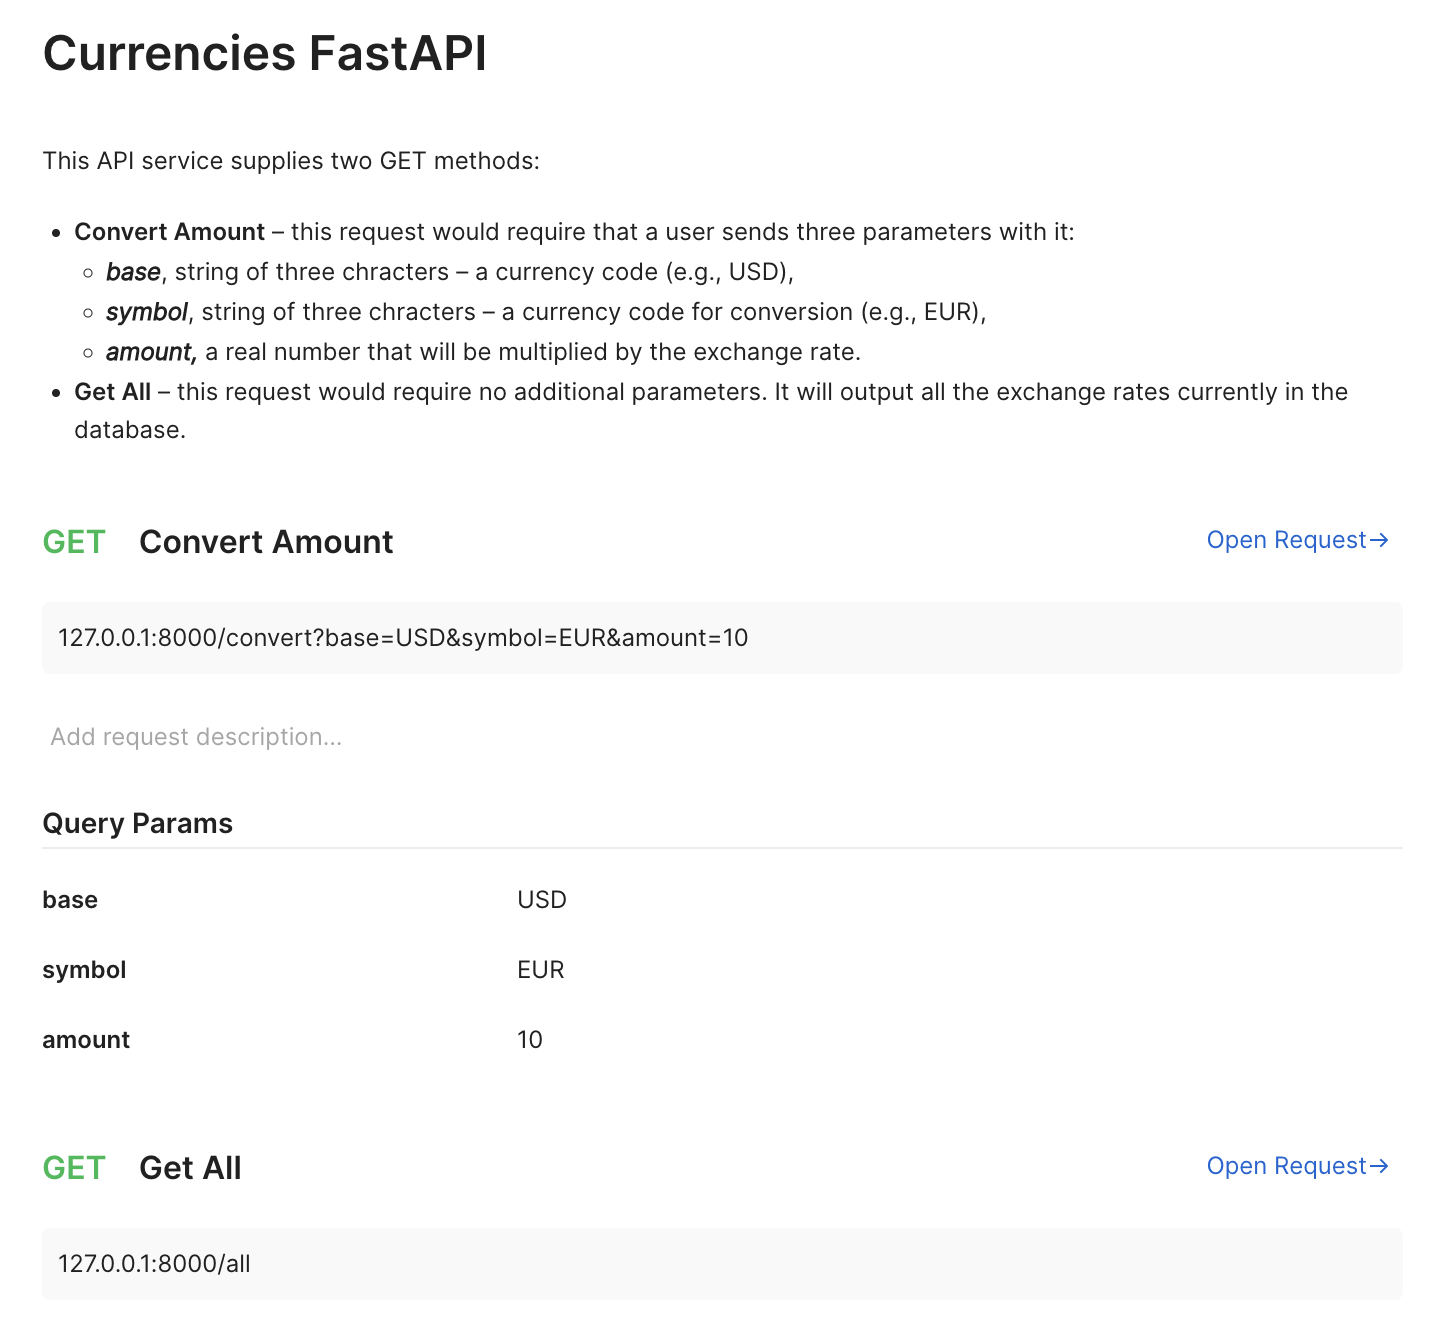 Currencies FastAPI
This API service supplies two GET methods:
• Convert Amount – this request would require that a user sends three parameters with it:
◦ base, string of three chracters – a currency code (e.g., USD),
◦ symbol, string of three chracters – a currency code for conversion (e.g., EUR),
◦ amount, a real number that will be multiplied by the exchange rate.
• Get All – this request would require no additional parameters. It will output all the exchange rates currently in the
database.
GET Convert Amount Open Request→
127.0.0.1:8000/convert?base=USD&symbol=EUR&amount=10
Add request description...
Query Params
base USD
symbol EUR
amount 10
GET Get All Open Request→
127.0.0.1:8000/all